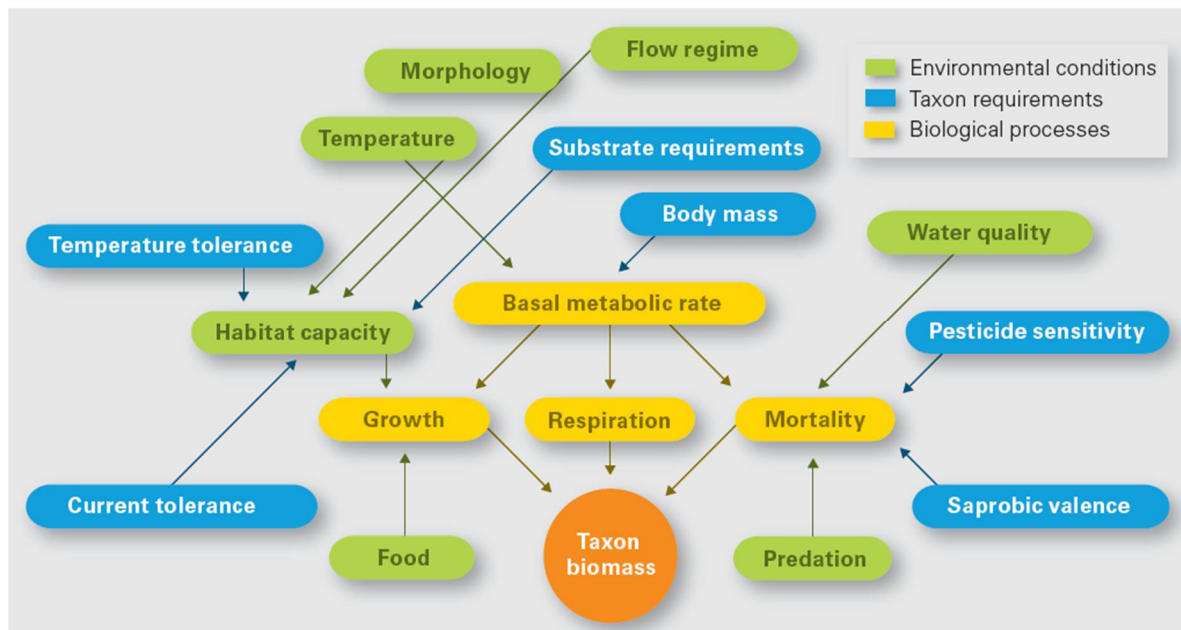 Flow regime
Morphology
Environmental conditions
Taxon requirements
Biological processes
Temperature
Substrate requirements
Body mass
Temperature tolerance
Water quality
Basal metabolic rate
Habitat capacity
Pesticide sensitivity
Growth
Respiration
Mortality
Current tolerance
Saprobic valence
Taxon
biomass
Food
Predation